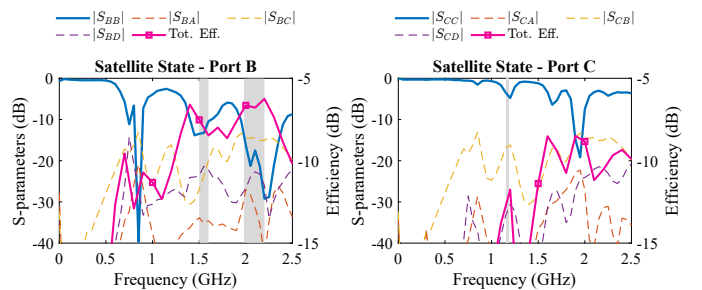 |S_BB| |S_BA| |S_BC|
|S_BD| Tot. Eff.
Satellite State - Port B
S-parameters (dB)
0
-10
-20
-30
-40
-5
-10
-15
Efficiency (dB)
0 0.5 1 1.5 2 2.5
Frequency (GHz)
|S_CC| |S_CA| |S_CB|
|S_CD| Tot. Eff.
Satellite State - Port C
S-parameters (dB)
0
-10
-20
-30
-40
-5
-10
-15
Efficiency (dB)
0 0.5 1 1.5 2 2.5
Frequency (GHz)